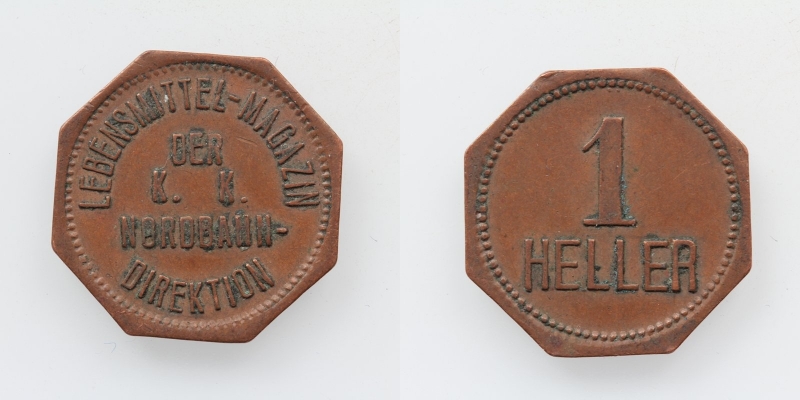 LEBENSMITTEL-MAGAZIN
DER
K. K.
NORDBAHN-
DIREKTION
1
HELLER